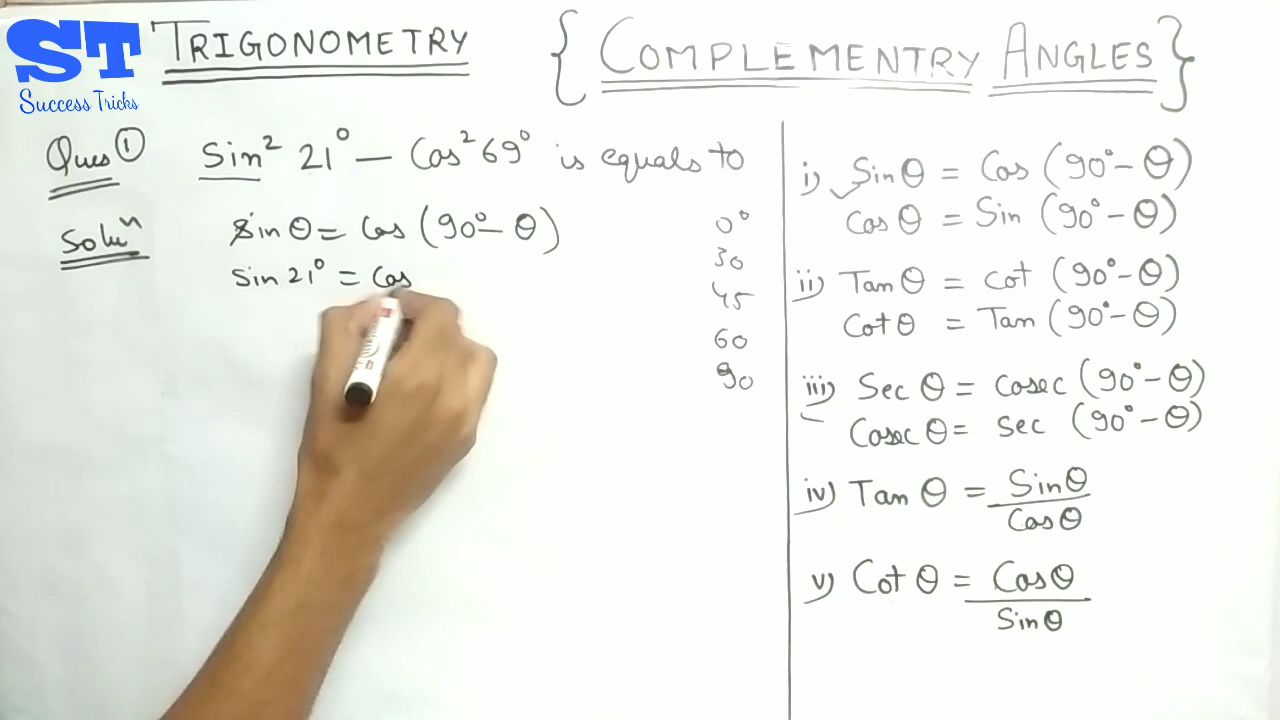 ST
Success Tricks
TRIGONOMETRY { COMPLEMENTRY ANGLES }
Ques ① Sin² 21° — Cos² 69° is equals to
Soluⁿ Sin θ = Cos (90° — θ)
Sin 21° = Cos
0°
30
45
60
90
i) Sin θ = Cos (90° - θ)
Cos θ = Sin (90° - θ)
ii) Tan θ = Cot (90° - θ)
Cot θ = Tan (90° - θ)
iii) Sec θ = Cosec (90° - θ)
Cosec θ = Sec (90° - θ)
iv) Tan θ = Sin θ
Cos θ
v) Cot θ = Cos θ
Sin θ